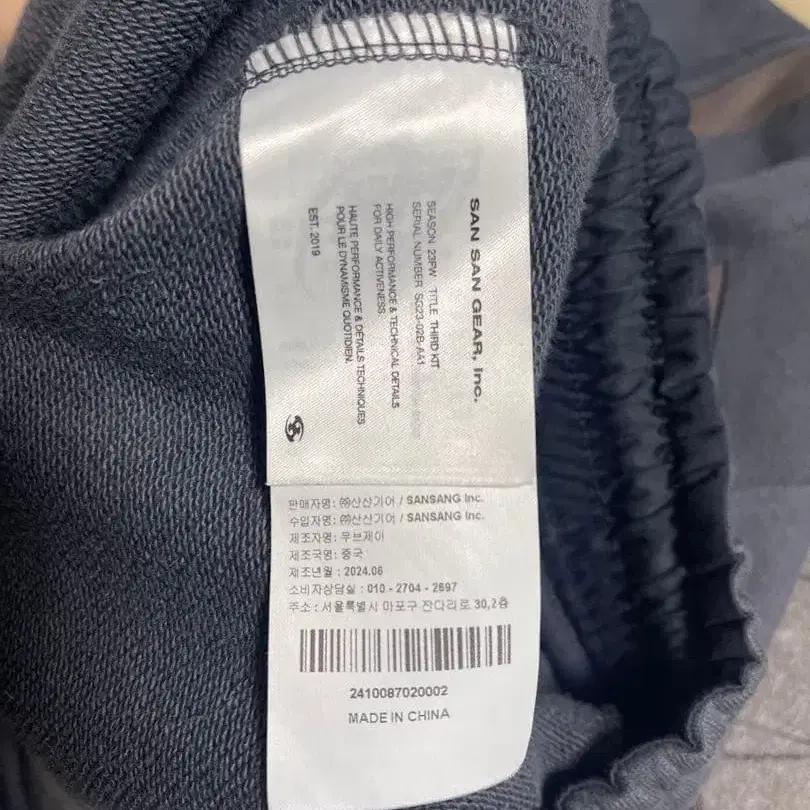 SAN SAN GEAR, Inc.
SEASON 23FW TITLE THIRD KIT
SERIAL NUMBER SG23-02B-AA1
HIGH PERFORMANCE & TECHNICAL DETAILS
FOR DAILY ACTIVENESS.
HAUTE PERFORMANCE & DÉTAILS TECHNIQUES
POUR LE DYNAMISME QUOTIDIEN.
EST. 2019
판매자명: ㈜산산기어 / SANSANG Inc.
수입자명: ㈜산산기어 / SANSANG Inc.
제조자명: 우브제이
제조국명: 중국
제조년월: 2024.06
소비자상담실: 010 - 2704 - 2697
주소: 서울특별시 마포구 잔다리로 30,2층
2410087020002
MADE IN CHINA